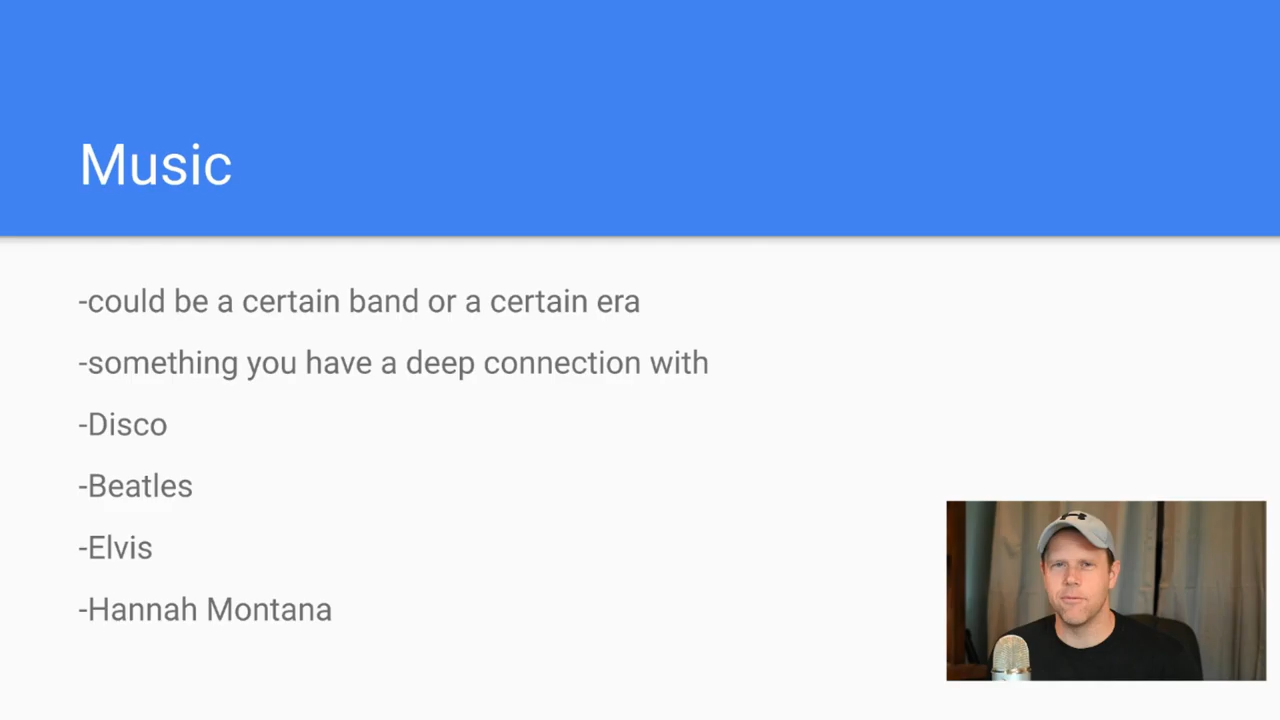 Music
-could be a certain band or a certain era
-something you have a deep connection with
-Disco
-Beatles
-Elvis
-Hannah Montana